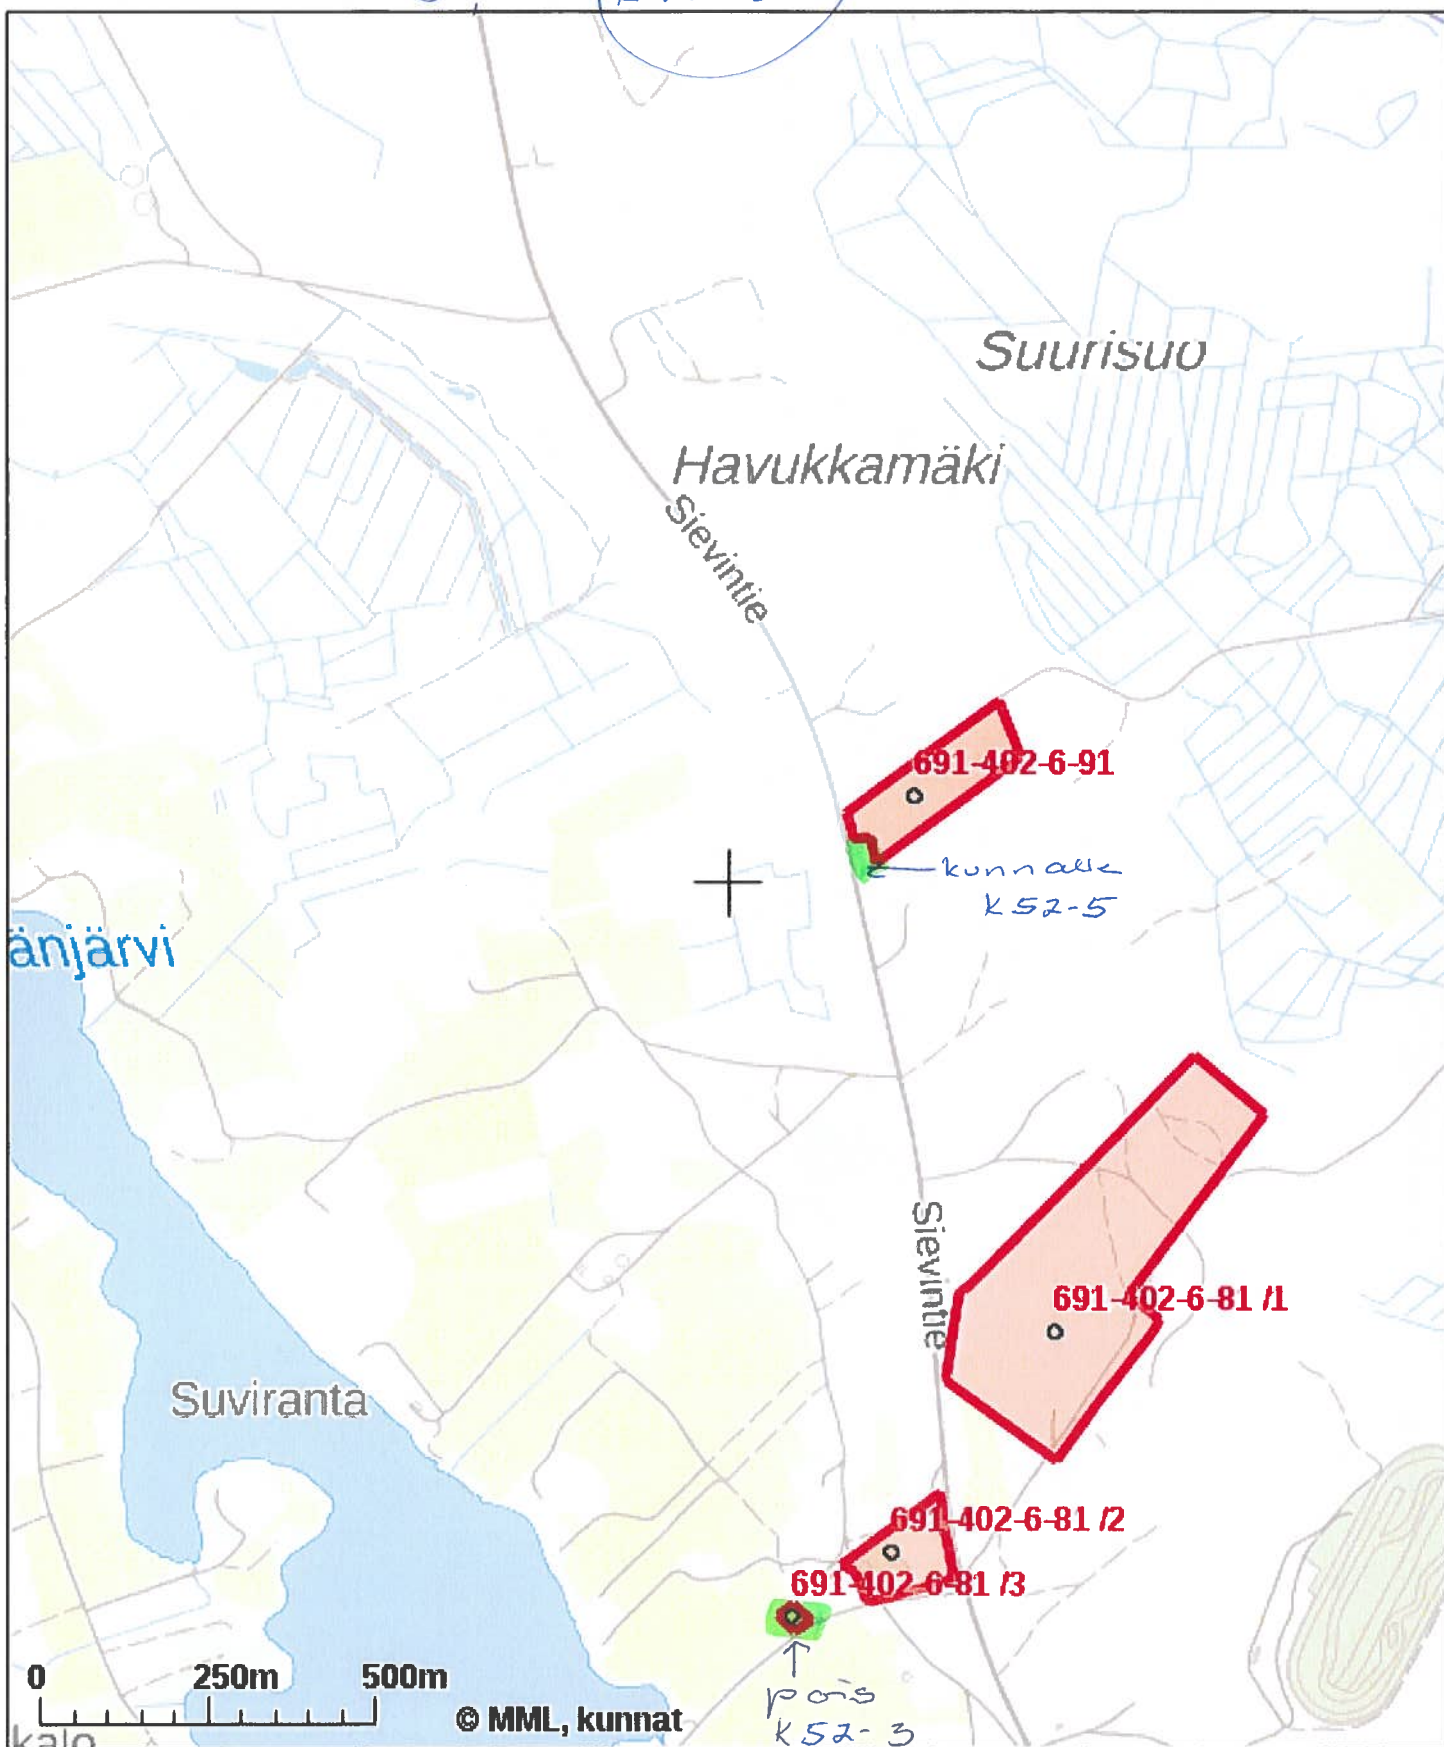 Suurisuo
Havukkamäki
Sievintie
691-402-6-91
kunnalle
K52-5
änjärvi
Sievintie
691-402-6-81 /1
Suviranta
691-402-6-81 /2
691-402-6-81 /3
0 250m 500m
© MML, kunnat
pois
K52-3